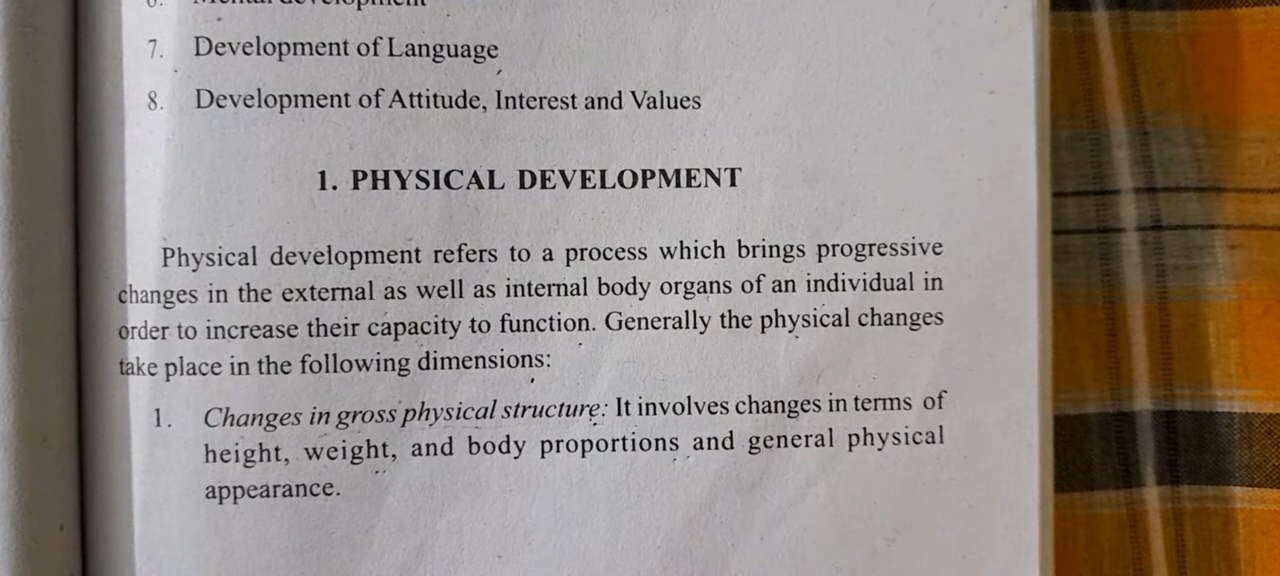 6. Mental development
7. Development of Language
8. Development of Attitude, Interest and Values
1. PHYSICAL DEVELOPMENT
Physical development refers to a process which brings progressive
changes in the external as well as internal body organs of an individual in
order to increase their capacity to function. Generally the physical changes
take place in the following dimensions:
1. Changes in gross physical structure: It involves changes in terms of
height, weight, and body proportions and general physical
appearance.